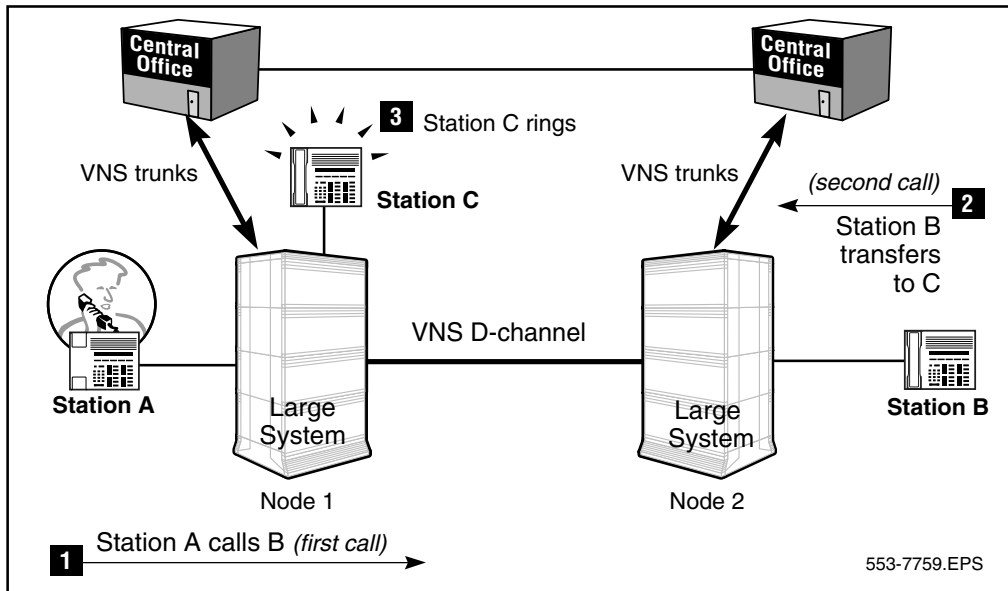 Central
Office
Central
Office
3 Station C rings
VNS trunks
Station C
VNS trunks
(second call) 2
Station B
transfers
to C
VNS D-channel
Station A
Large
System
Large
System
Station B
Node 1
Node 2
1 Station A calls B (first call)
553-7759.EPS